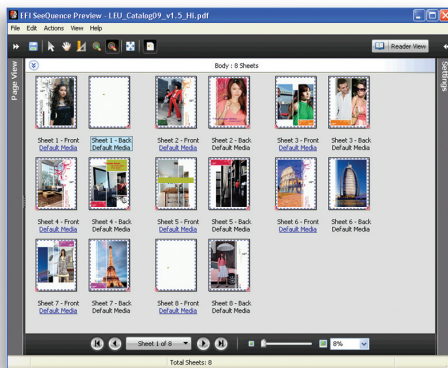 EFI SeeQuence Preview - LEU_Catalog09_v1.5_HI.pdf
File Edit Actions View Help
Reader View
Page View
Settings
Body : 8 Sheets
Sheet 1 - Front
Default Media
Sheet 1 - Back
Default Media
Sheet 2 - Front
Default Media
Sheet 2 - Back
Default Media
Sheet 3 - Front
Default Media
Sheet 3 - Back
Default Media
Sheet 4 - Front
Default Media
Sheet 4 - Back
Default Media
Sheet 5 - Front
Default Media
Sheet 5 - Back
Default Media
Sheet 6 - Front
Default Media
Sheet 6 - Back
Default Media
Sheet 7 - Front
Default Media
Sheet 7 - Back
Default Media
Sheet 8 - Front
Default Media
Sheet 8 - Back
Default Media
Sheet 1 of 8
8%
Total Sheets: 8